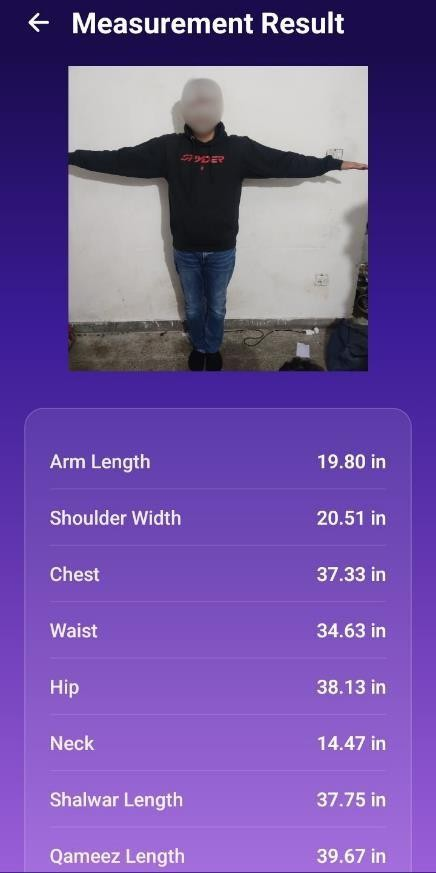 Measurement Result
SPYDER
Arm Length 19.80 in
Shoulder Width 20.51 in
Chest 37.33 in
Waist 34.63 in
Hip 38.13 in
Neck 14.47 in
Shalwar Length 37.75 in
Qameez Length 39.67 in